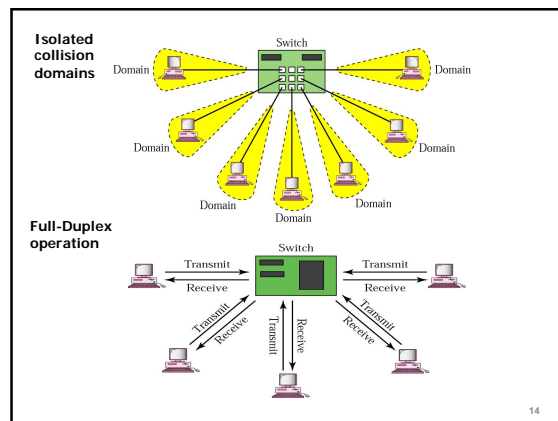 Isolated
collision
domains
Switch
Domain
Domain
Domain
Domain
Domain
Domain
Domain
Full-Duplex
operation
Switch
Transmit
Receive
Transmit
Receive
Transmit
Receive
Transmit
Receive
Transmit
Receive
14